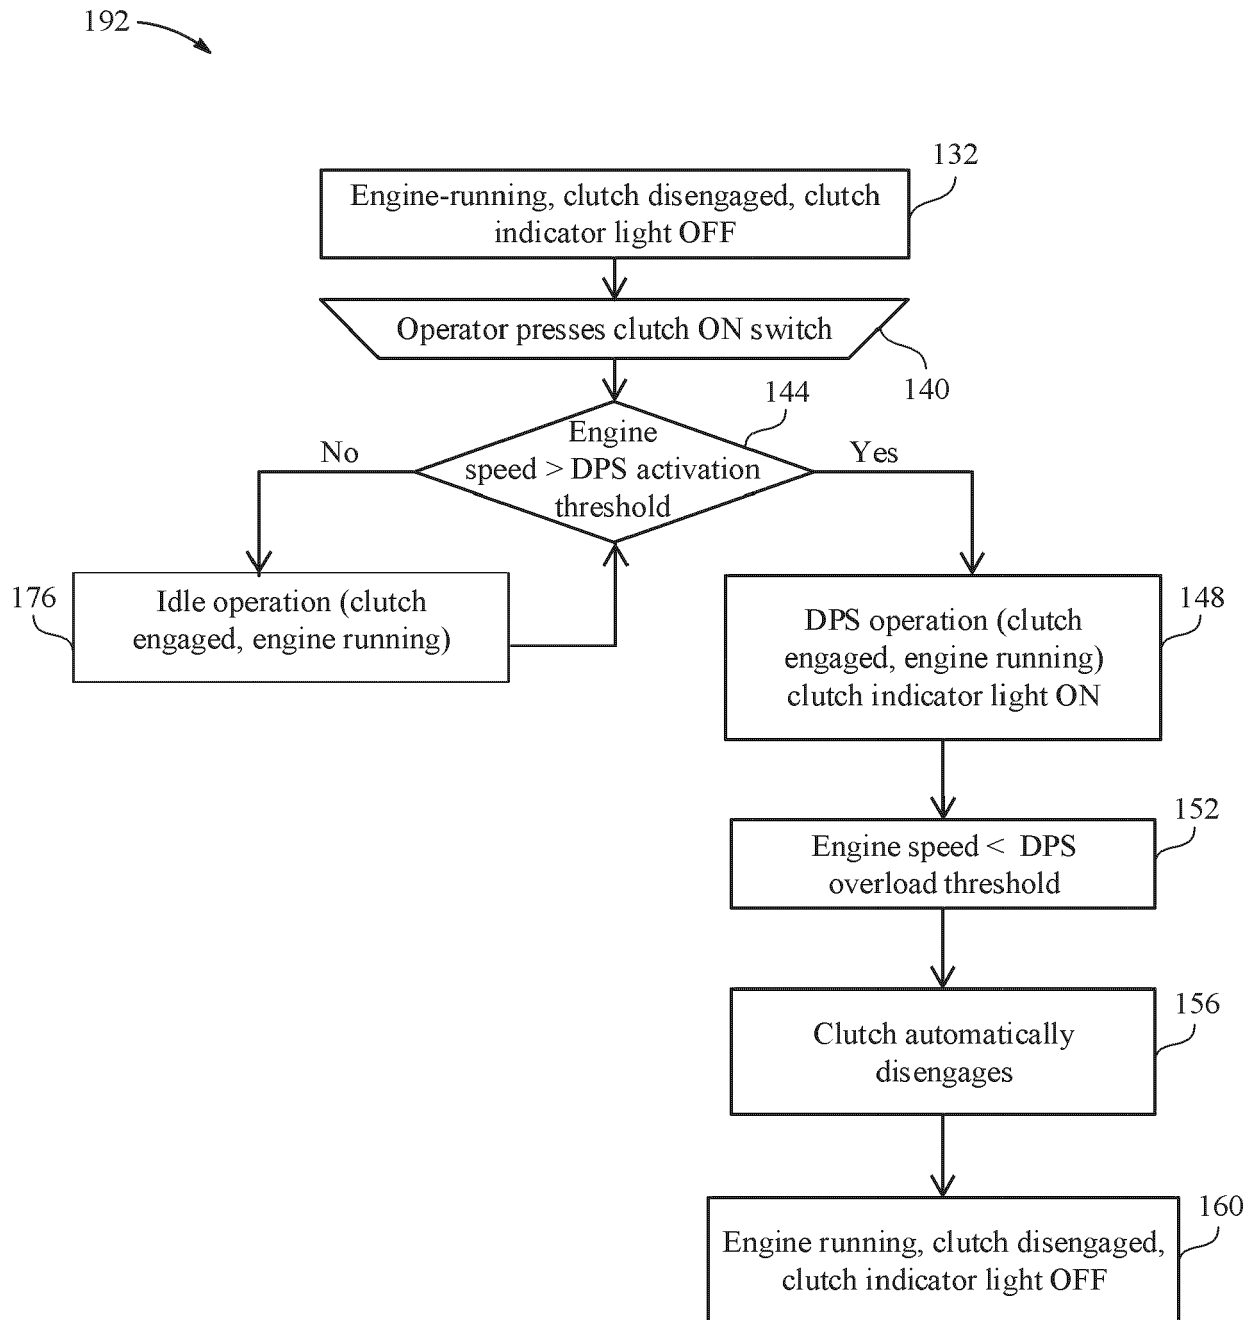 192
132
Engine-running, clutch disengaged, clutch
indicator light OFF
Operator presses clutch ON switch
140
144
Engine
speed > DPS activation
threshold
No
Yes
176
Idle operation (clutch
engaged, engine running)
148
DPS operation (clutch
engaged, engine running)
clutch indicator light ON
152
Engine speed < DPS
overload threshold
156
Clutch automatically
disengages
160
Engine running, clutch disengaged,
clutch indicator light OFF